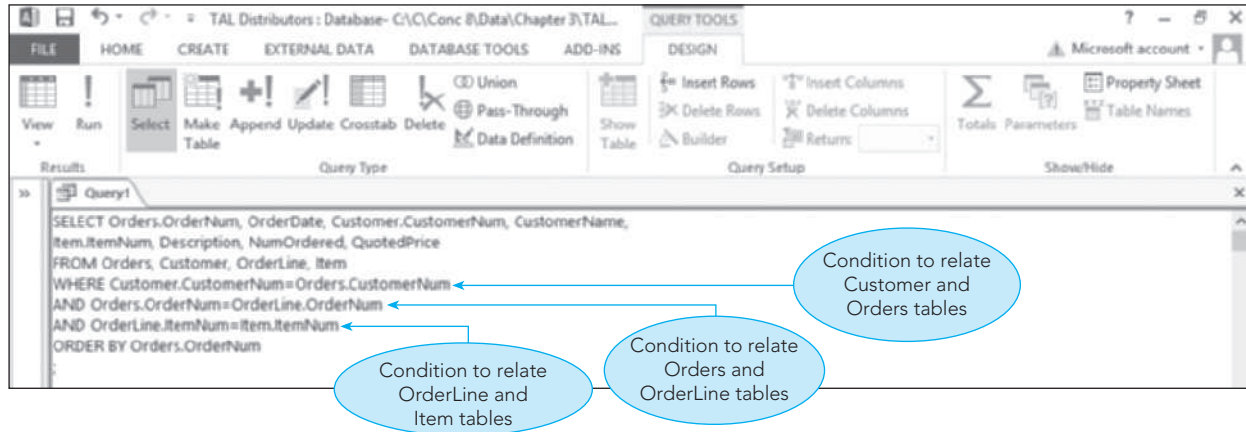 TAL Distributors : Database- C:\C\Conc 8\Data\Chapter 3\TAL... QUERY TOOLS ?
FILE HOME CREATE EXTERNAL DATA DATABASE TOOLS ADD-INS DESIGN Microsoft account
View Run Select Make Table Append Update Crosstab Delete
Union
Pass-Through
Data Definition
Show Table
Insert Rows
Delete Rows
Builder
Insert Columns
Delete Columns
Return:
Totals Parameters
Property Sheet
Table Names
Results Query Type Query Setup Show/Hide
Query1
SELECT Orders.OrderNum, OrderDate, Customer.CustomerNum, CustomerName,
Item.ItemNum, Description, NumOrdered, QuotedPrice
FROM Orders, Customer, OrderLine, Item
WHERE Customer.CustomerNum=Orders.CustomerNum
AND Orders.OrderNum=OrderLine.OrderNum
AND OrderLine.ItemNum=Item.ItemNum
ORDER BY Orders.OrderNum
;
Condition to relate
Customer and
Orders tables
Condition to relate
Orders and
OrderLine tables
Condition to relate
OrderLine and
Item tables